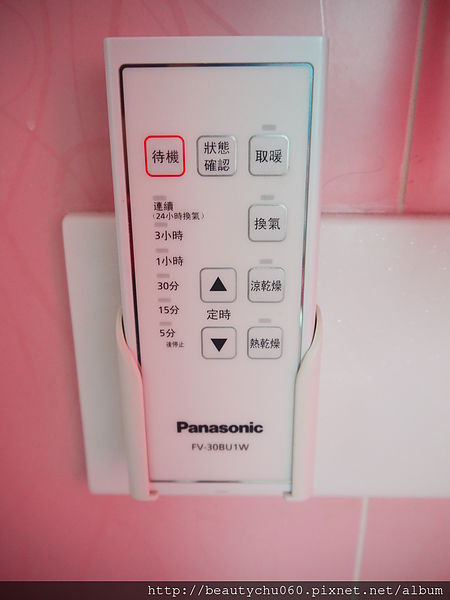 待機
狀態
確認
取暖
連續
（24小時換氣）
換氣
3小時
1小時
30分
▲
涼乾燥
15分
定時
5分
後停止
▼
熱乾燥
Panasonic
FV-30BU1W
http://beautychu060.pixnet.net/album